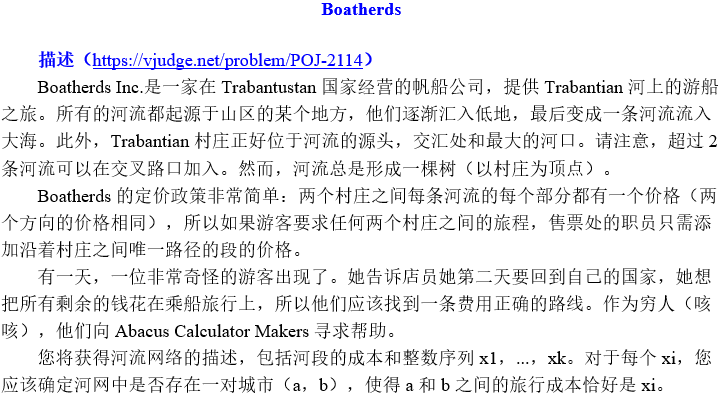 Boatherds
描述（https://vjudge.net/problem/POJ-2114）
Boatherds Inc.是一家在 Trabantustan 国家经营的帆船公司，提供 Trabantian 河上的游船
之旅。所有的河流都起源于山区的某个地方，他们逐渐汇入低地，最后变成一条河流流入
大海。此外，Trabantian 村庄正好位于河流的源头，交汇处和最大的河口。请注意，超过 2
条河流可以在交叉路口加入。然而，河流总是形成一棵树（以村庄为顶点）。
Boatherds 的定价政策非常简单：两个村庄之间每条河流的每个部分都有一个价格（两
个方向的价格相同），所以如果游客要求任何两个村庄之间的旅程，售票处的职员只需添
加沿着村庄之间唯一路径的段的价格。
有一天，一位非常奇怪的游客出现了。她告诉店员她第二天要回到自己的国家，她想
把所有剩余的钱花在乘船旅行上，所以他们应该找到一条费用正确的路线。作为穷人（咳
咳），他们向 Abacus Calculator Makers 寻求帮助。
您将获得河流网络的描述，包括河段的成本和整数序列 x1，...，xk。对于每个 xi，您
应该确定河网中是否存在一对城市（a，b），使得 a 和 b 之间的旅行成本恰好是 xi。